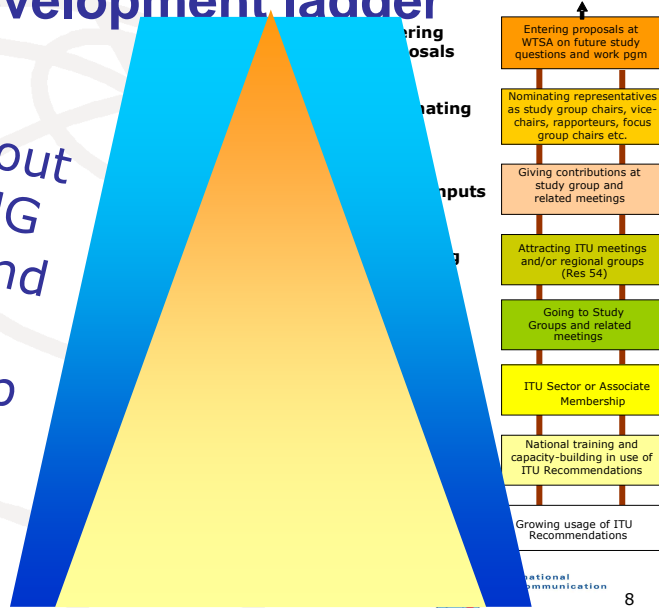 velopment ladder
ering
osals
nating
nputs
g
out
G
nd
Entering proposals at
WTSA on future study
questions and work pgm
Nominating representatives
as study group chairs, vice-
chairs, rapporteurs, focus
group chairs etc.
Giving contributions at
study group and
related meetings
Attracting ITU meetings
and/or regional groups
(Res 54)
Going to Study
Groups and related
meetings
ITU Sector or Associate
Membership
National training and
capacity-building in use of
ITU Recommendations
Growing usage of ITU
Recommendations
national
ommunication
8